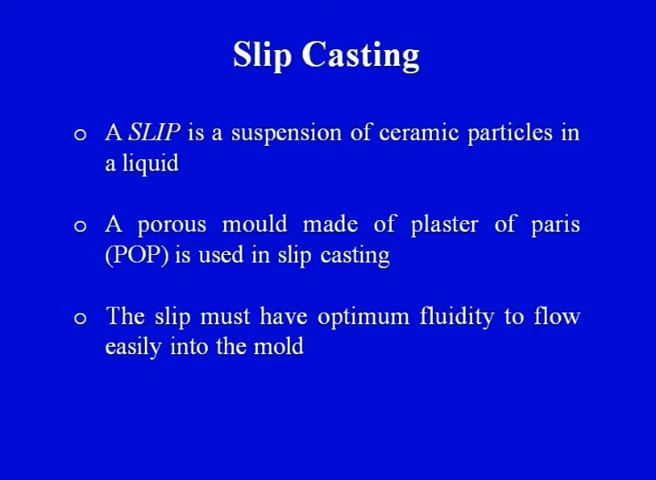 Slip Casting
o A SLIP is a suspension of ceramic particles in
a liquid
o A porous mould made of plaster of paris
(POP) is used in slip casting
o The slip must have optimum fluidity to flow
easily into the mold